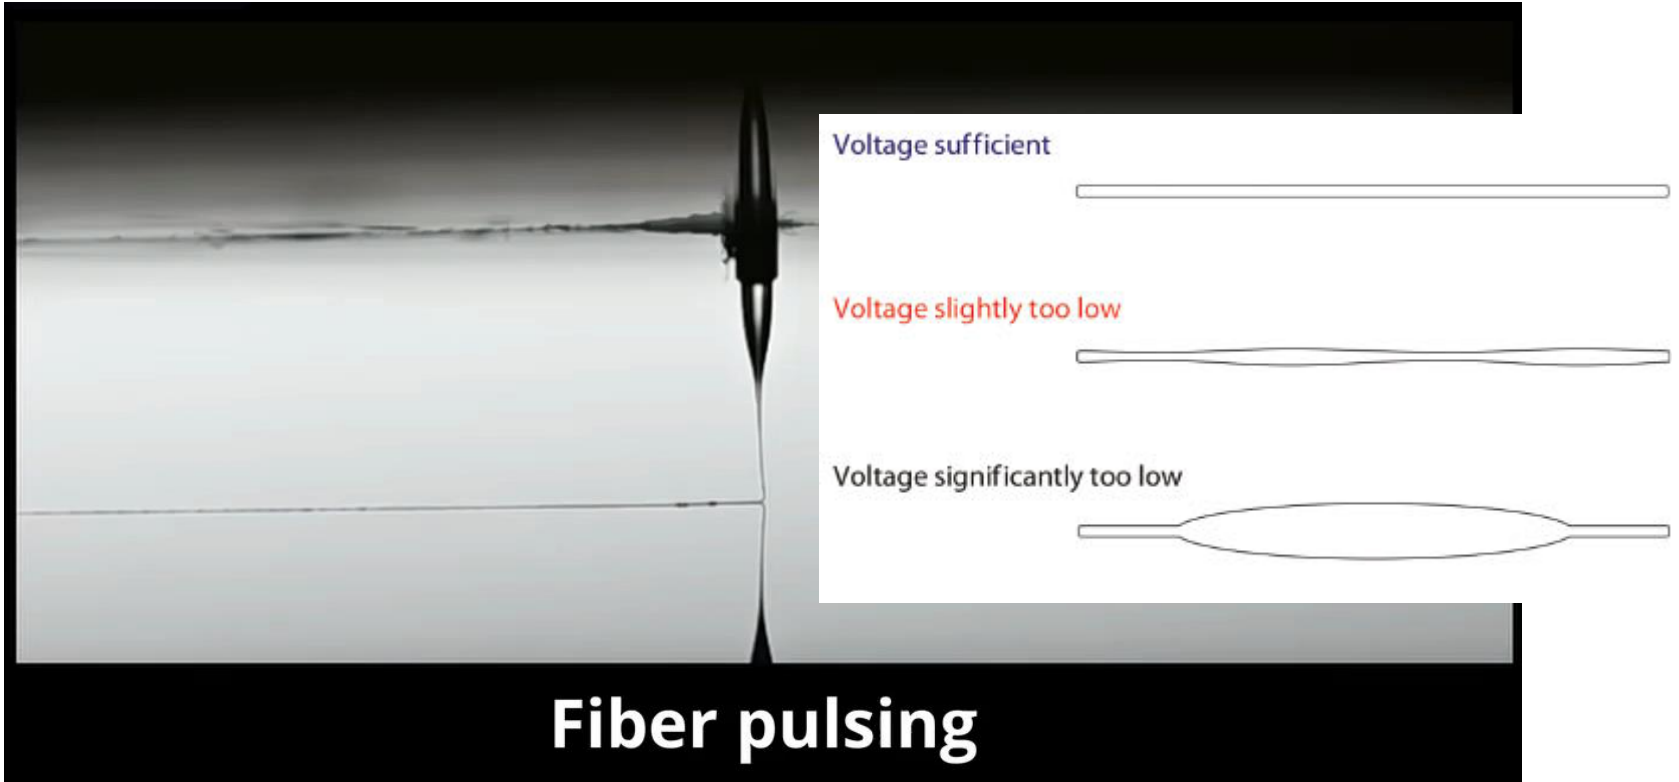 Voltage sufficient
Voltage slightly too low
Voltage significantly too low
Fiber pulsing